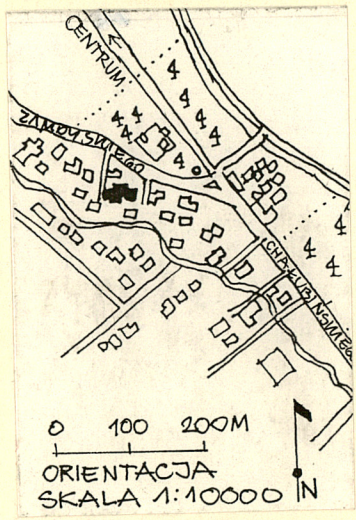 CENTRUM
ZAMOYSKIEGO
CHAŁUBIŃSKIEGO
0 100 200M
ORIENTACJA
SKALA 1:10000
N